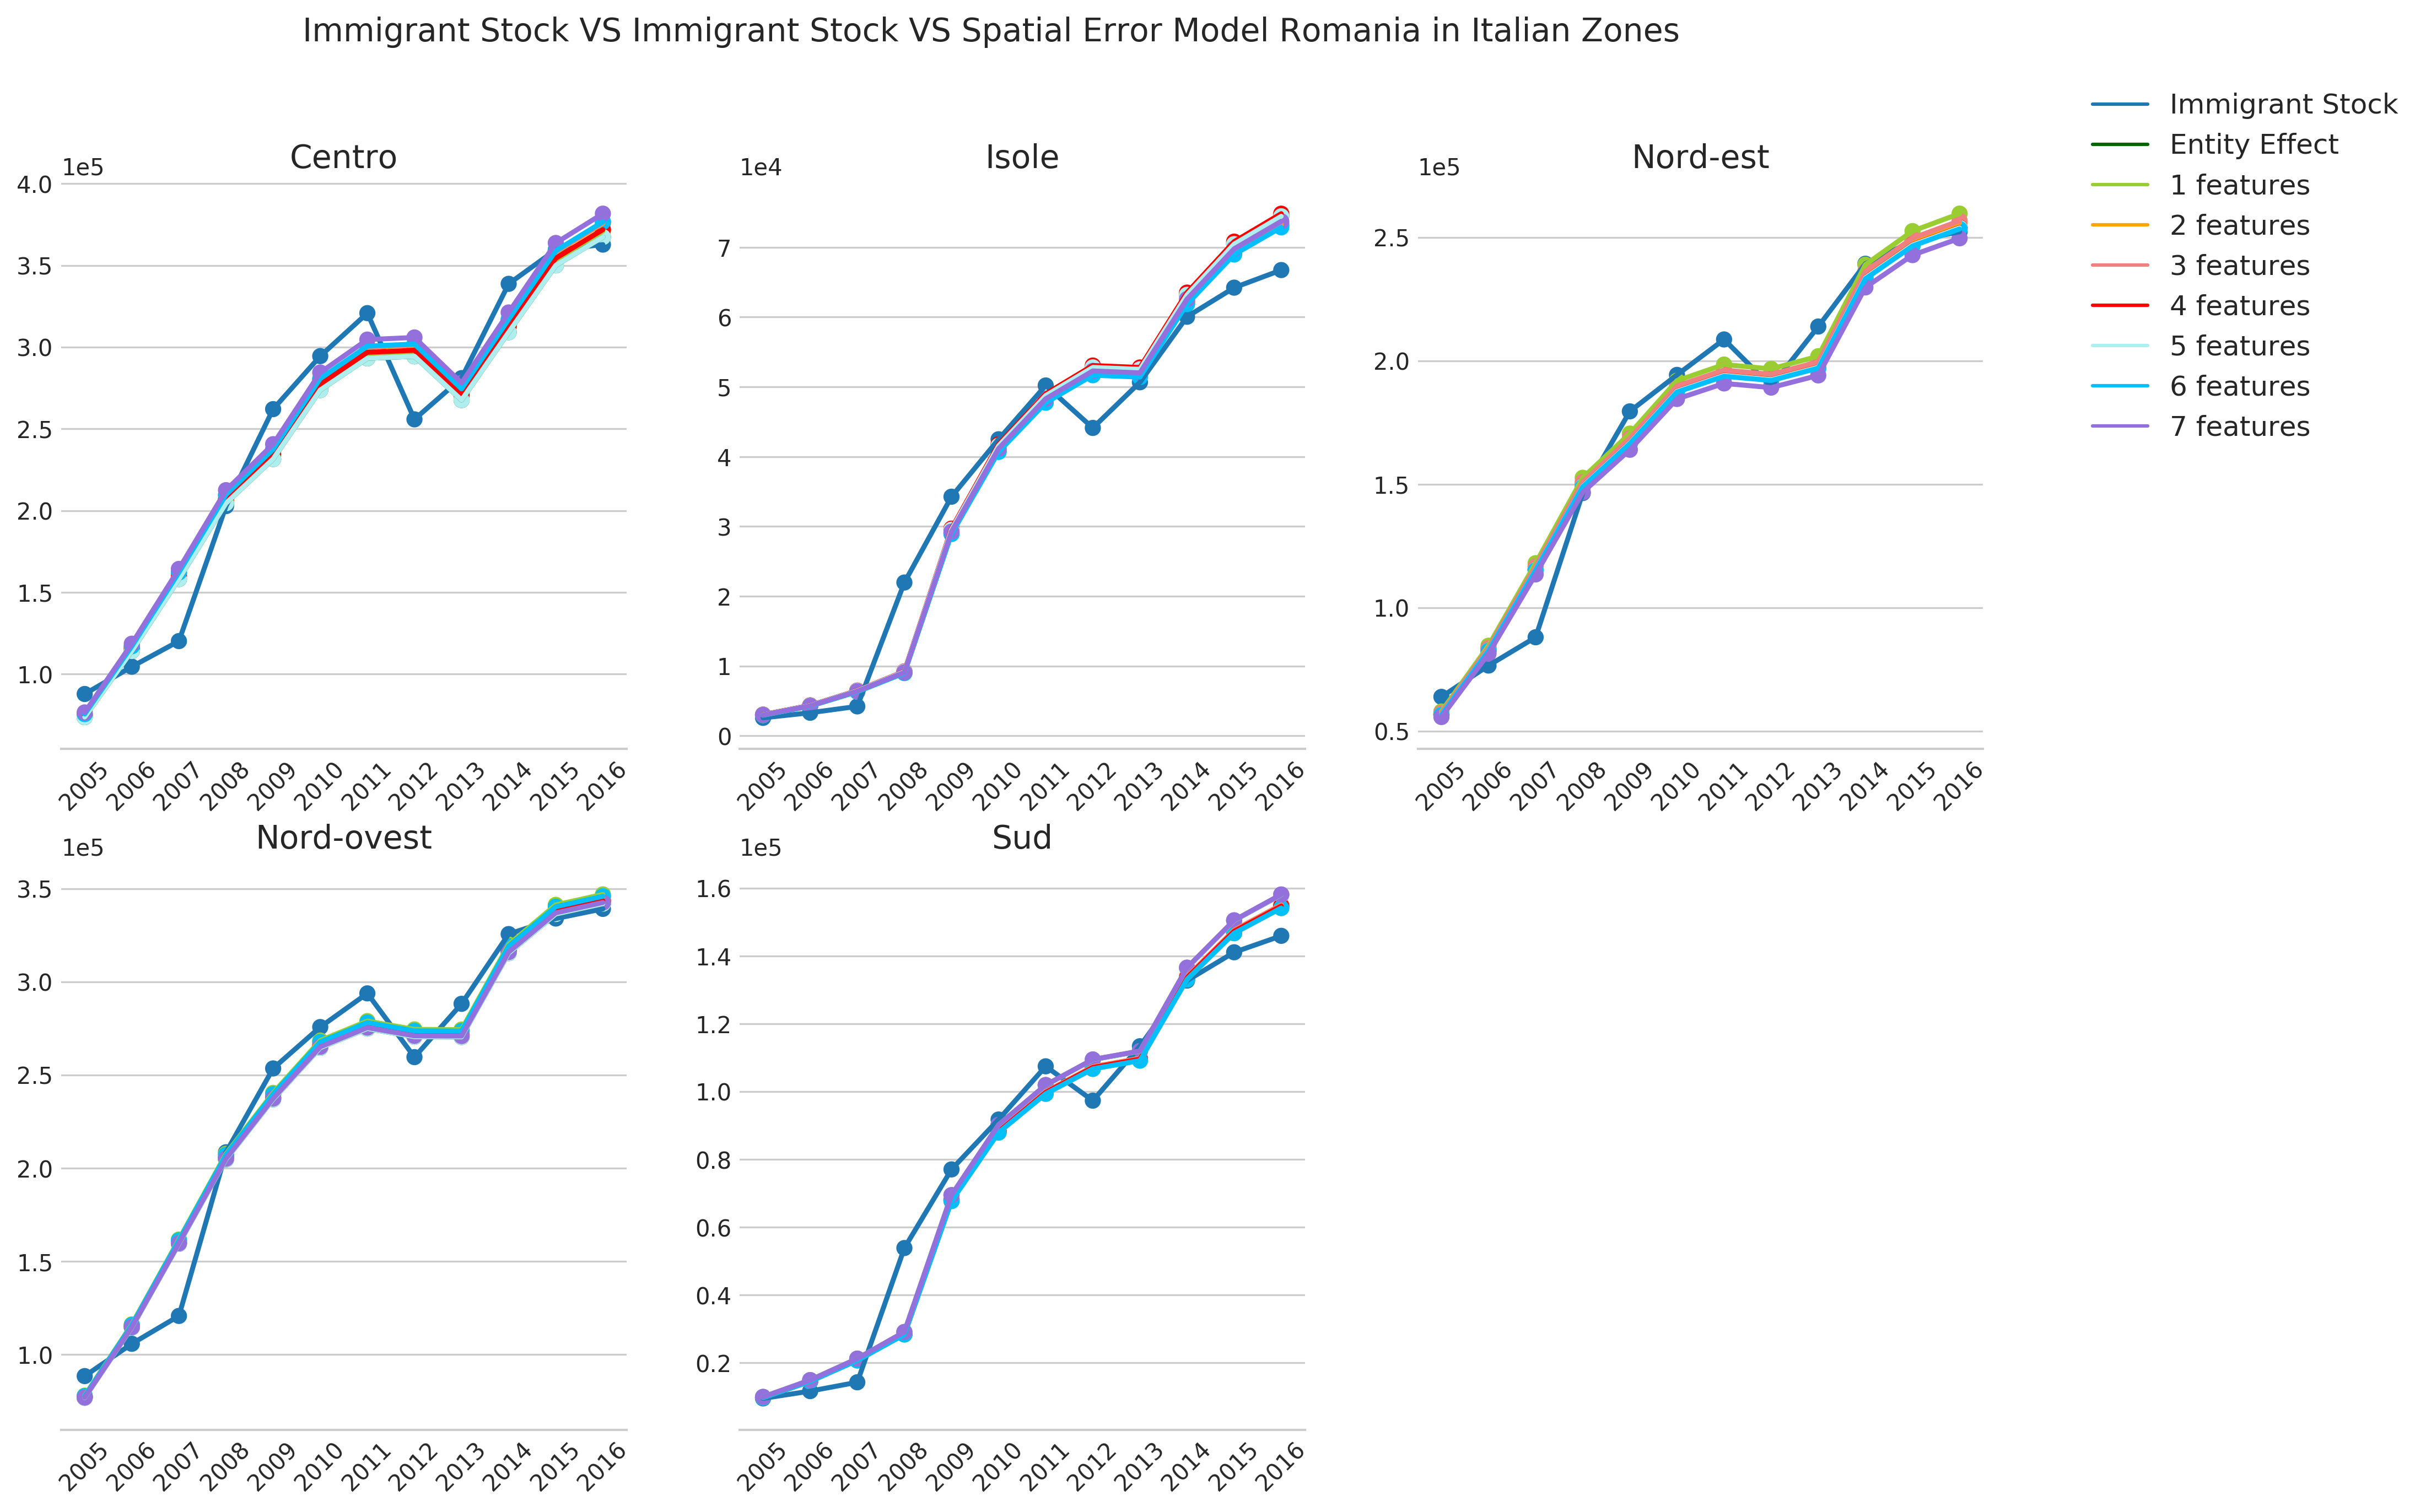 Immigrant Stock VS Immigrant Stock VS Spatial Error Model Romania in Italian Zones
Immigrant Stock
Entity Effect
1 features
2 features
3 features
4 features
5 features
6 features
7 features
Centro
1e5
4.0
3.5
3.0
2.5
2.0
1.5
1.0
2005 2006 2007 2008 2009 2010 2011 2012 2013 2014 2015 2016
Isole
1e4
7
6
5
4
3
2
1
0
2005 2006 2007 2008 2009 2010 2011 2012 2013 2014 2015 2016
Nord-est
1e5
2.5
2.0
1.5
1.0
0.5
2005 2006 2007 2008 2009 2010 2011 2012 2013 2014 2015 2016
Nord-ovest
1e5
3.5
3.0
2.5
2.0
1.5
1.0
2005 2006 2007 2008 2009 2010 2011 2012 2013 2014 2015 2016
Sud
1e5
1.6
1.4
1.2
1.0
0.8
0.6
0.4
0.2
2005 2006 2007 2008 2009 2010 2011 2012 2013 2014 2015 2016